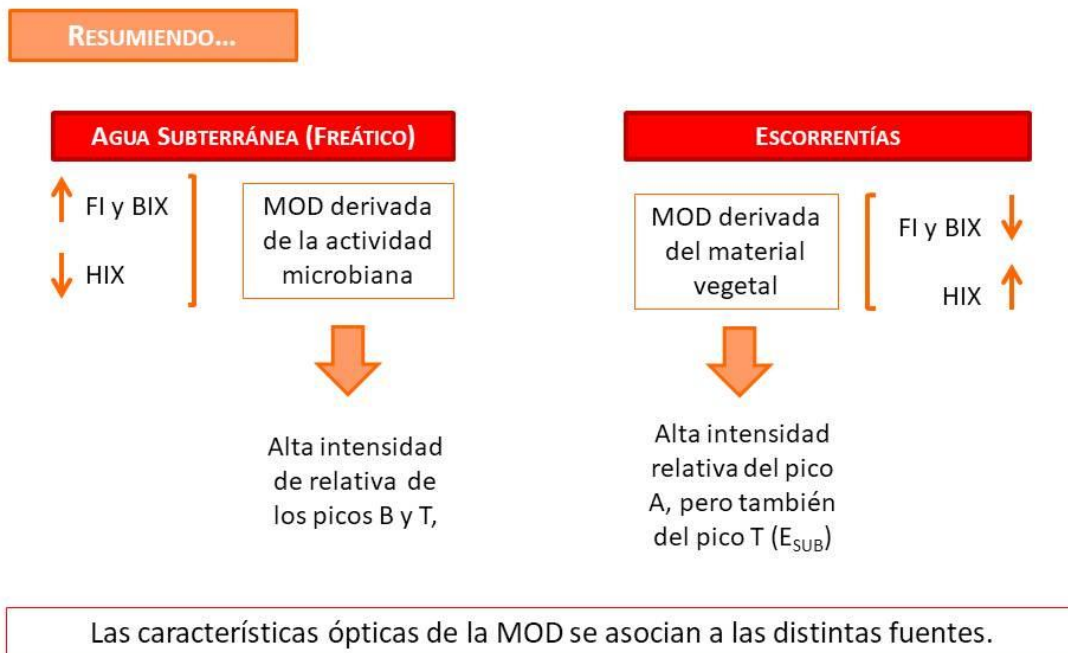 RESUMIENDO...
AGUA SUBTERRÁNEA (FREÁTICO)
FI y BIX
HIX
MOD derivada
de la actividad
microbiana
Alta intensidad
de relativa de
los picos B y T,
ESCORRENTÍAS
MOD derivada
del material
vegetal
FI y BIX
HIX
Alta intensidad
relativa del pico
A, pero también
del pico T (ESUB)
Las características ópticas de la MOD se asocian a las distintas fuentes.